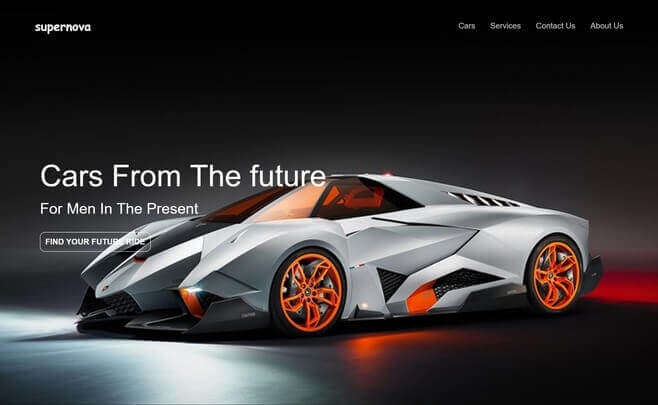 supernova
Cars Services Contact Us About Us
Cars From The future
For Men In The Present
FIND YOUR FUTURE RIDE